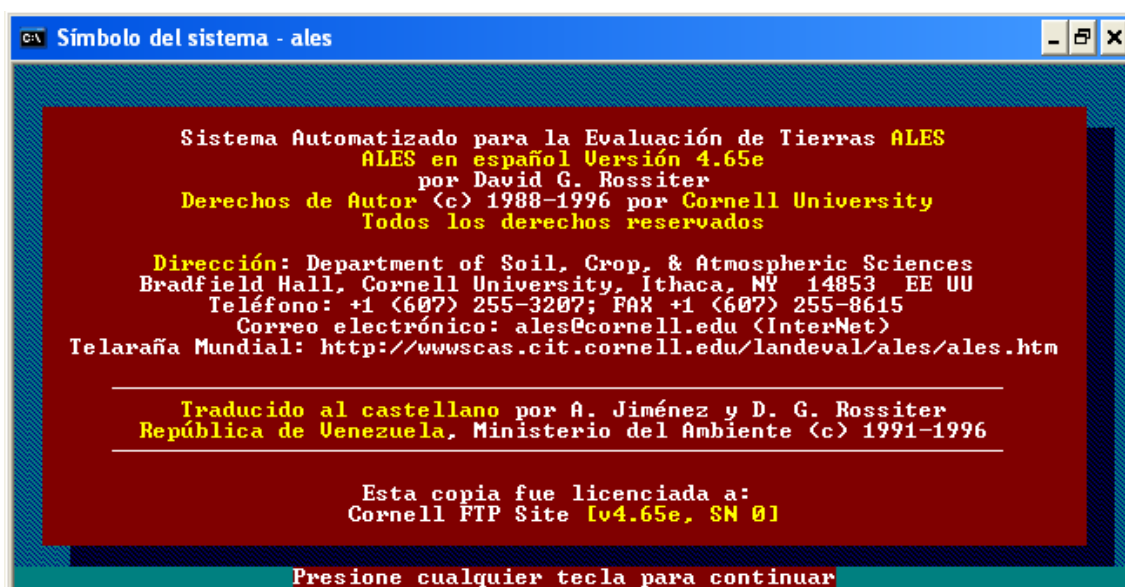 Símbolo del sistema - ales
Sistema Automatizado para la Evaluación de Tierras ALES
ALES en español Versión 4.65e
por David G. Rossiter
Derechos de Autor (c) 1988-1996 por Cornell University
Todos los derechos reservados
Dirección: Department of Soil, Crop, & Atmospheric Sciences
Bradfield Hall, Cornell University, Ithaca, NY 14853 EE UU
Teléfono: +1 (607) 255-3207; FAX +1 (607) 255-8615
Correo electrónico: ales@cornell.edu (InterNet)
Telaraña Mundial: http://wwwscas.cit.cornell.edu/landeval/ales/ales.htm
Traducido al castellano por A. Jiménez y D. G. Rossiter
República de Venezuela, Ministerio del Ambiente (c) 1991-1996
Esta copia fue licenciada a:
Cornell FTP Site [v4.65e, SN 0]
Presione cualquier tecla para continuar